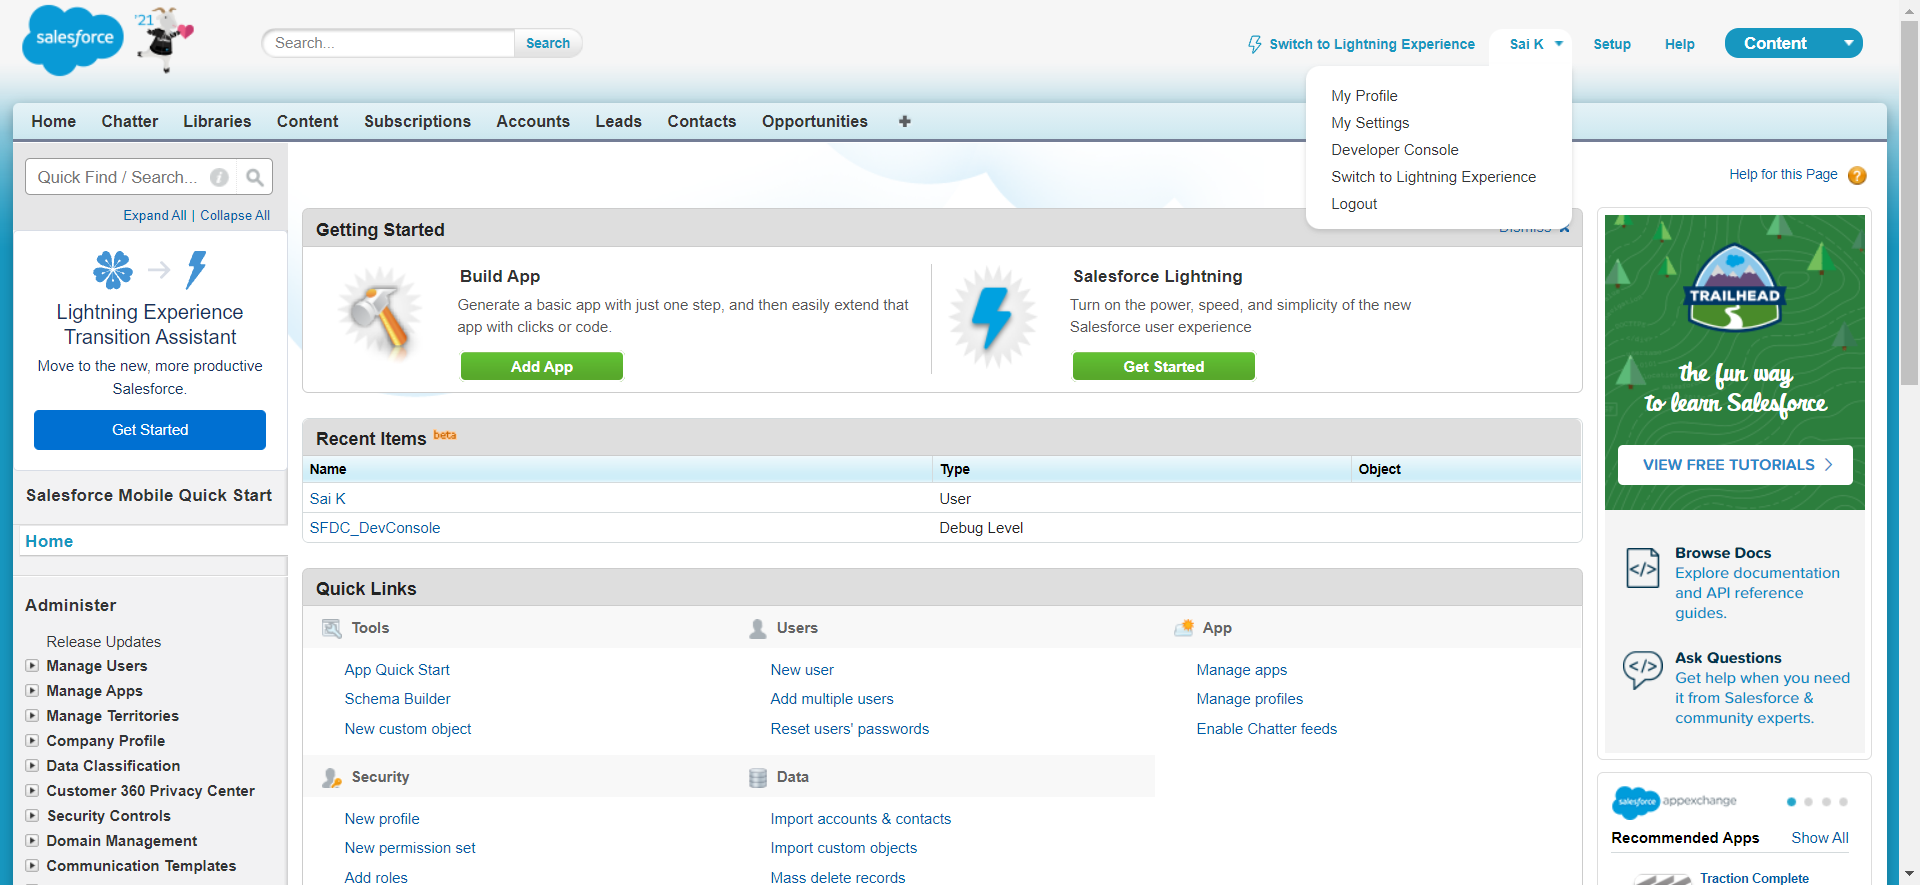 salesforce
'21
Search...
Search
Switch to Lightning Experience
Sai K
Setup
Help
Content
My Profile
My Settings
Developer Console
Switch to Lightning Experience
Logout
Home
Chatter
Libraries
Content
Subscriptions
Accounts
Leads
Contacts
Opportunities
Quick Find / Search...
Expand All | Collapse All
Lightning Experience
Transition Assistant
Move to the new, more productive
Salesforce.
Get Started
Salesforce Mobile Quick Start
Home
Administer
Release Updates
Manage Users
Manage Apps
Manage Territories
Company Profile
Data Classification
Customer 360 Privacy Center
Security Controls
Domain Management
Communication Templates
Help for this Page
Getting Started
Dismiss
Build App
Generate a basic app with just one step, and then easily extend that
app with clicks or code.
Add App
Salesforce Lightning
Turn on the power, speed, and simplicity of the new
Salesforce user experience
Get Started
Recent Items beta
Name
Type
Object
Sai K
User
SFDC_DevConsole
Debug Level
Quick Links
Tools
App Quick Start
Schema Builder
New custom object
Users
New user
Add multiple users
Reset users' passwords
App
Manage apps
Manage profiles
Enable Chatter feeds
Security
New profile
New permission set
Add roles
Data
Import accounts & contacts
Import custom objects
Mass delete records
TRAILHEAD
the fun way
to learn Salesforce
VIEW FREE TUTORIALS
Browse Docs
Explore documentation
and API reference
guides.
Ask Questions
Get help when you need
it from Salesforce &
community experts.
salesforce appexchange
Recommended Apps
Show All
Traction Complete